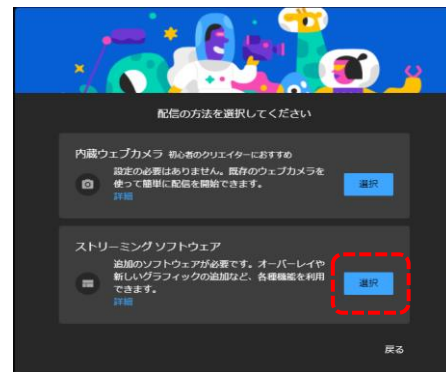 配信の方法を選択してください
内蔵ウェブカメラ 初心者のクリエイターにおすすめ
設定の必要はありません。既存のウェブカメラを
使って簡単に配信を開始できます。
詳細
選択
ストリーミングソフトウェア
追加のソフトウェアが必要です。オーバーレイや
新しいグラフィックの追加など、各種機能を利用
できます。
詳細
選択
戻る